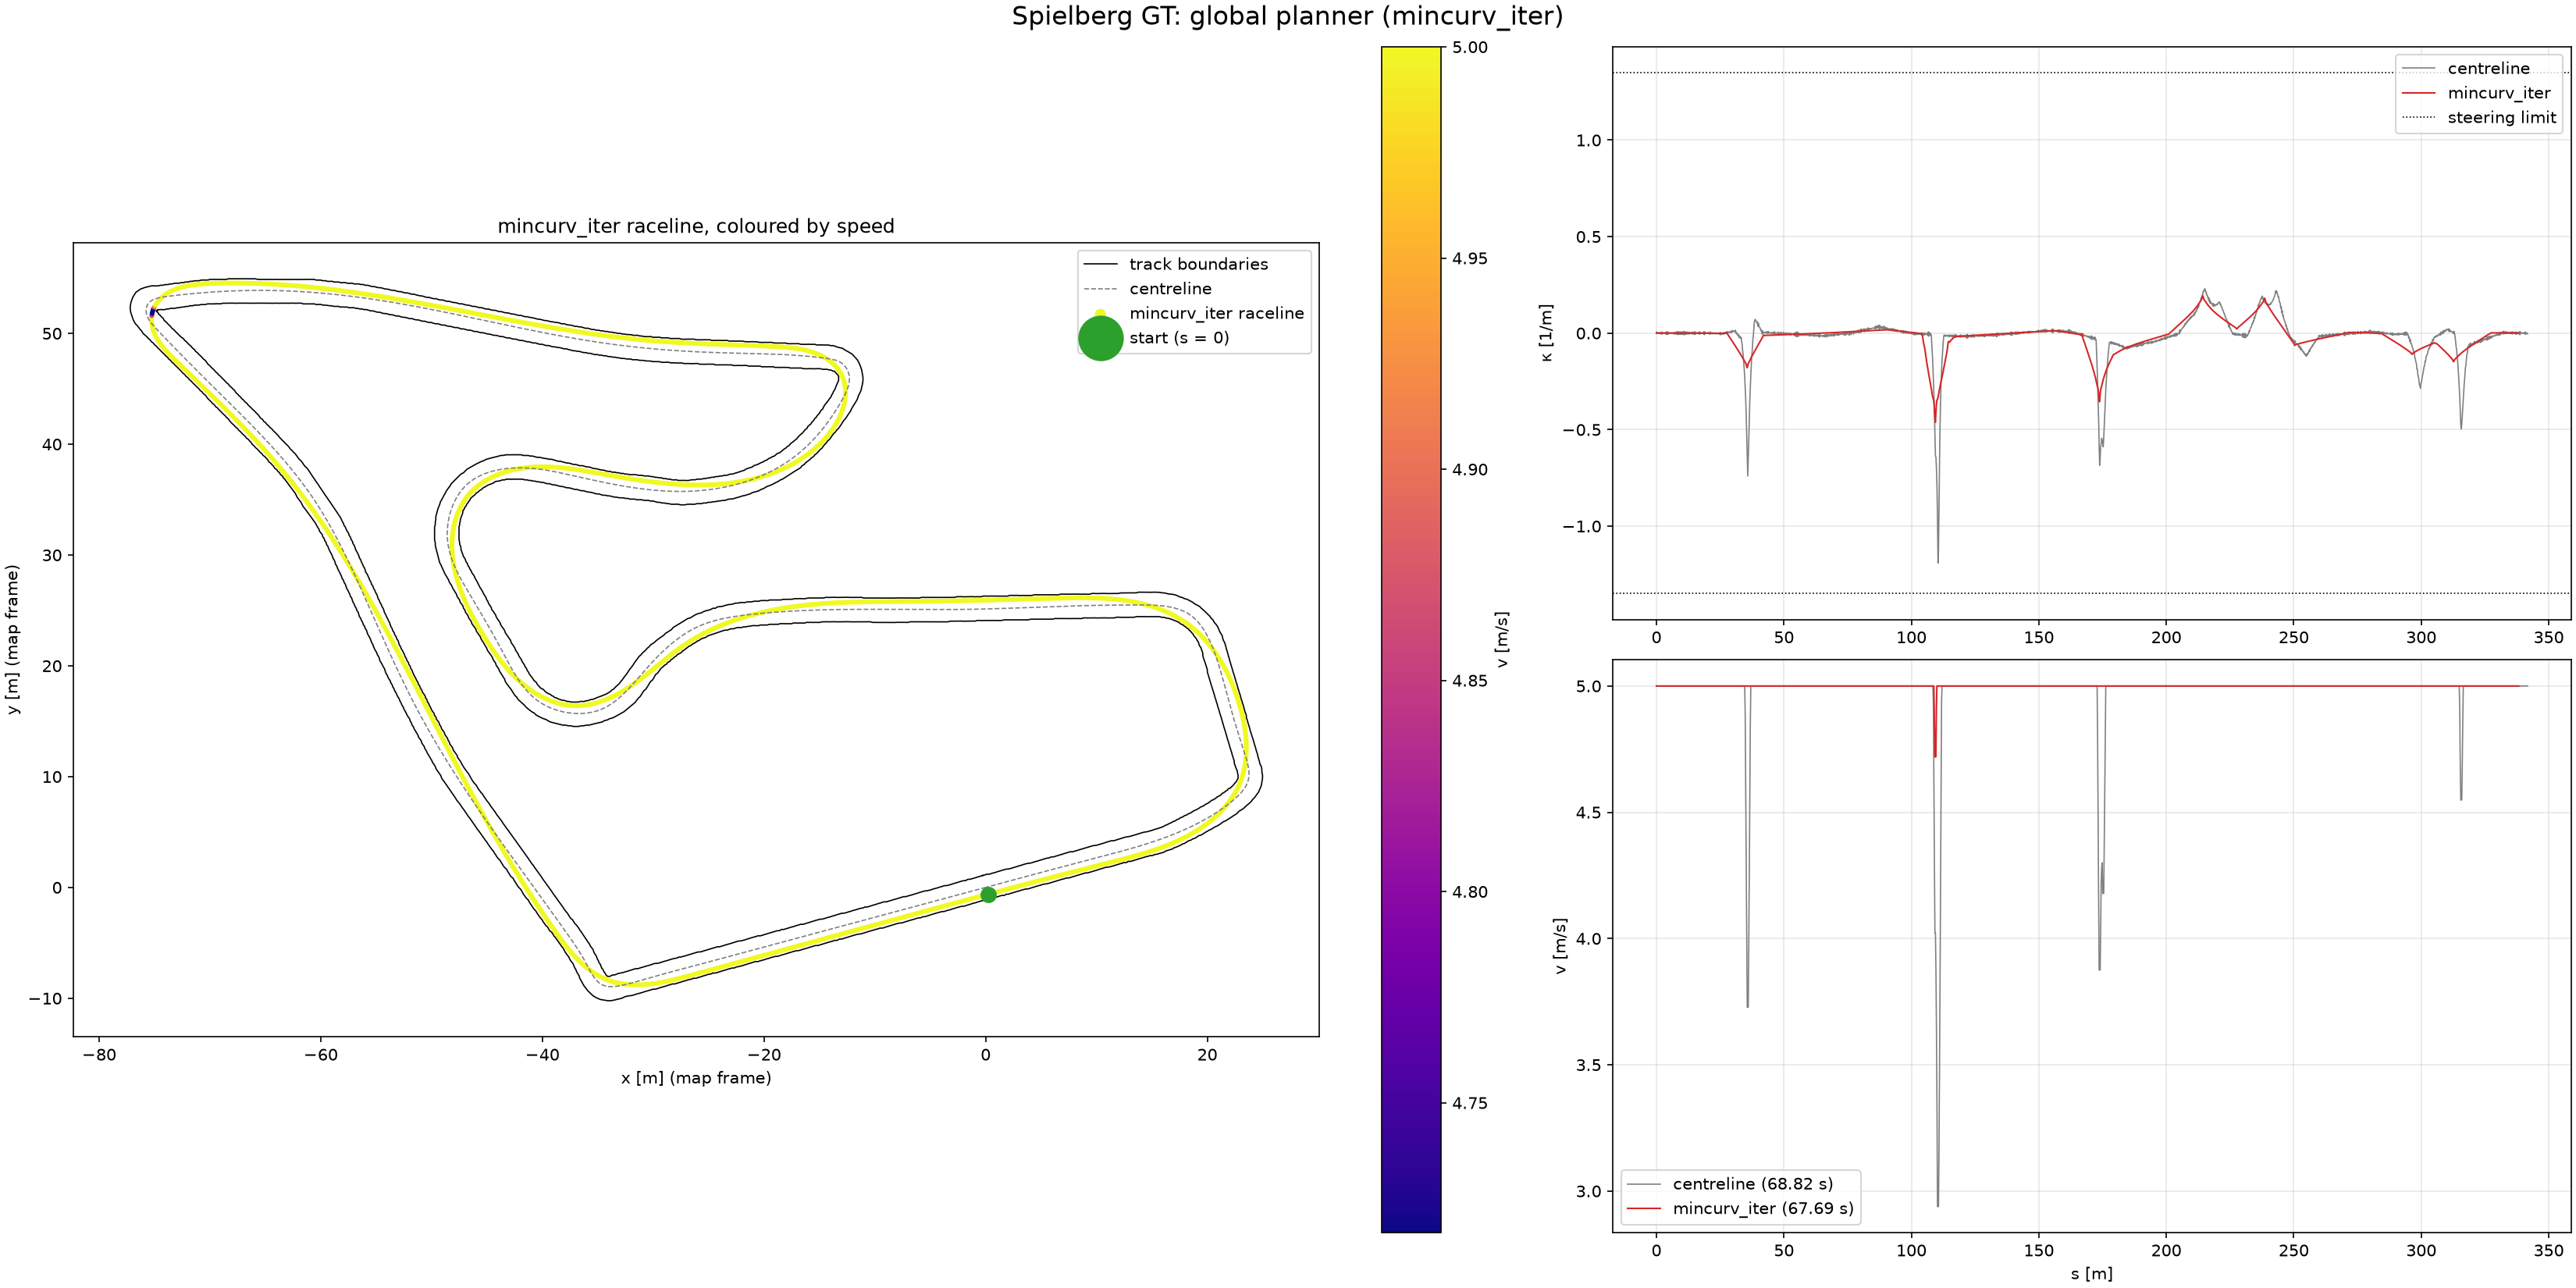 Spielberg GT: global planner (mincurv_iter)
mincurv_iter raceline, coloured by speed
track boundaries
centreline
mincurv_iter raceline
start (s = 0)
y [m] (map frame)
50
40
30
20
10
0
−10
−80
−60
−40
−20
0
20
x [m] (map frame)
5.00
4.95
4.90
4.85
4.80
4.75
v [m/s]
centreline
mincurv_iter
steering limit
κ [1/m]
1.0
0.5
0.0
−0.5
−1.0
0
50
100
150
200
250
300
350
v [m/s]
5.0
4.5
4.0
3.5
3.0
centreline (68.82 s)
mincurv_iter (67.69 s)
0
50
100
150
200
250
300
350
s [m]